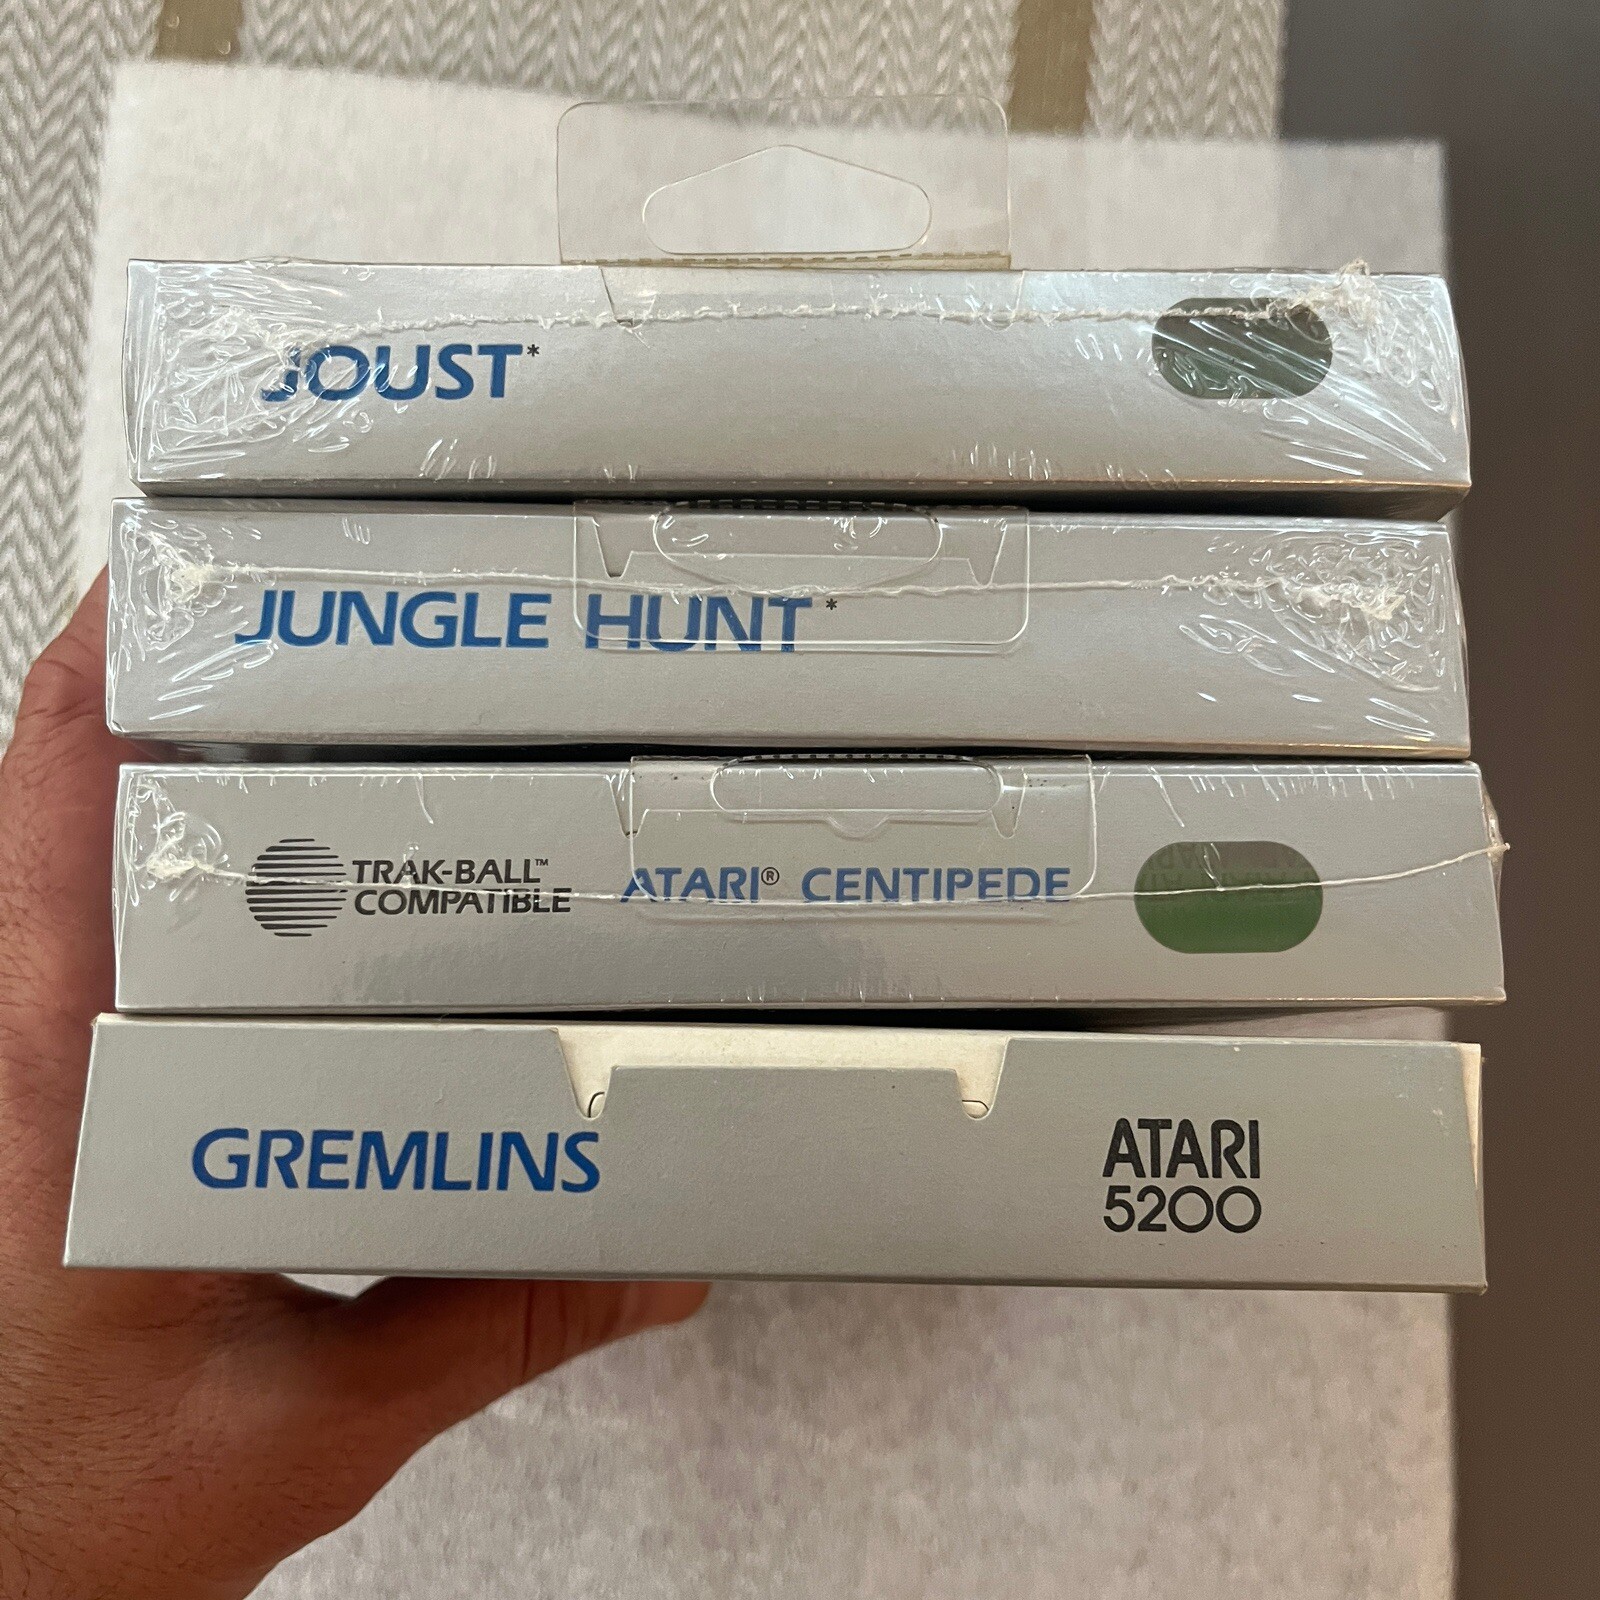 JOUST*
JUNGLE HUNT*
TRAK-BALL™
COMPATIBLE
ATARI® CENTIPEDE
GREMLINS
ATARI
5200